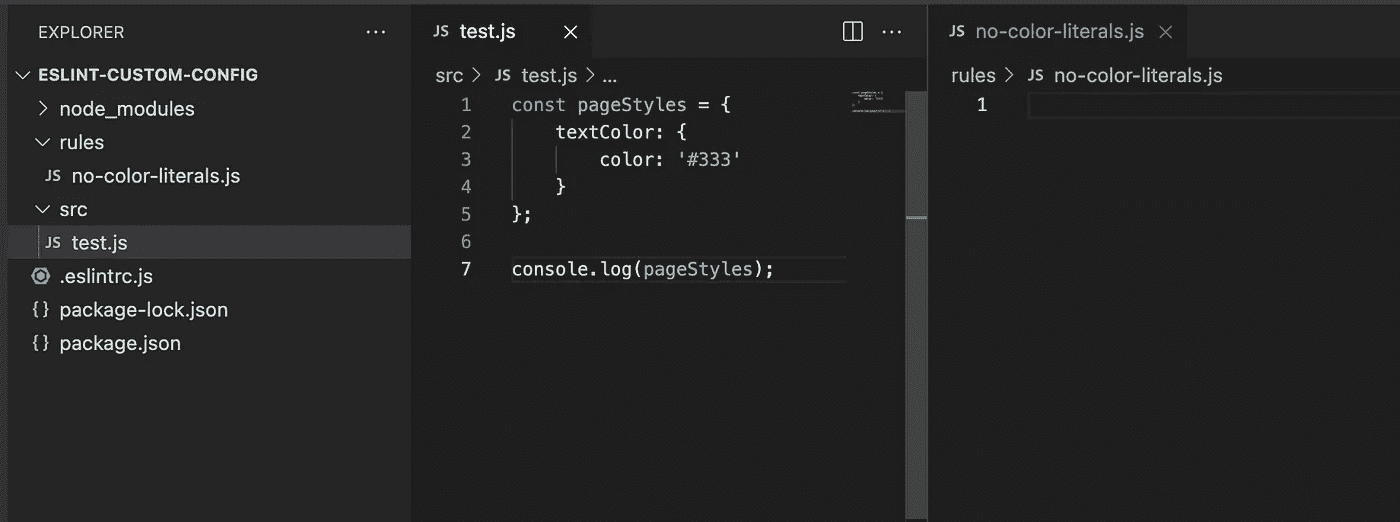 EXPLORER ...
ESLINT-CUSTOM-CONFIG
node_modules
rules
JS no-color-literals.js
src
JS test.js
.eslintrc.js
{} package-lock.json
{} package.json
JS test.js
...
src > JS test.js > ...
1 const pageStyles = {
2     textColor: {
3         color: '#333'
4     }
5 };
6
7 console.log(pageStyles);
JS no-color-literals.js
rules > JS no-color-literals.js
1